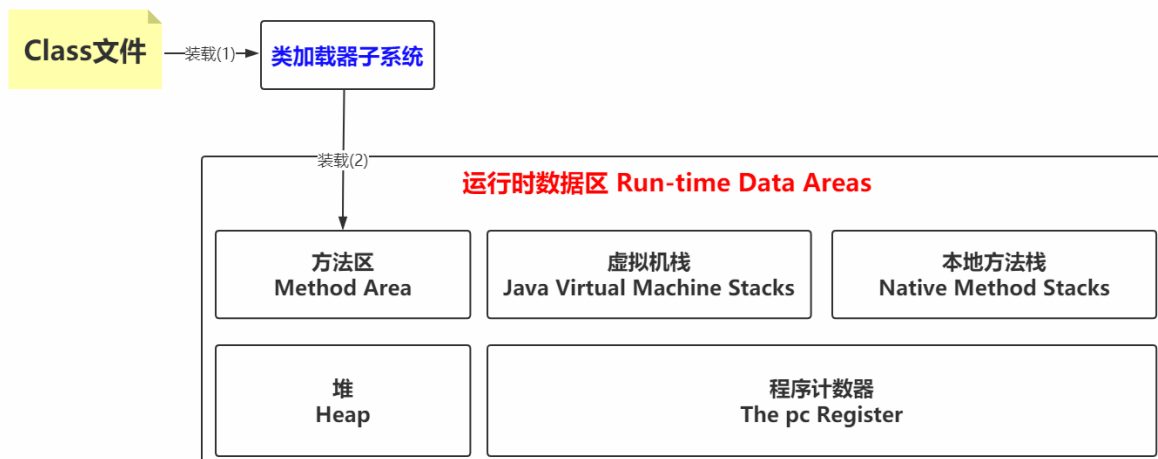 Class文件
装载(1)
类加载器子系统
装载(2)
运行时数据区 Run-time Data Areas
方法区
Method Area
虚拟机栈
Java Virtual Machine Stacks
本地方法栈
Native Method Stacks
堆
Heap
程序计数器
The pc Register